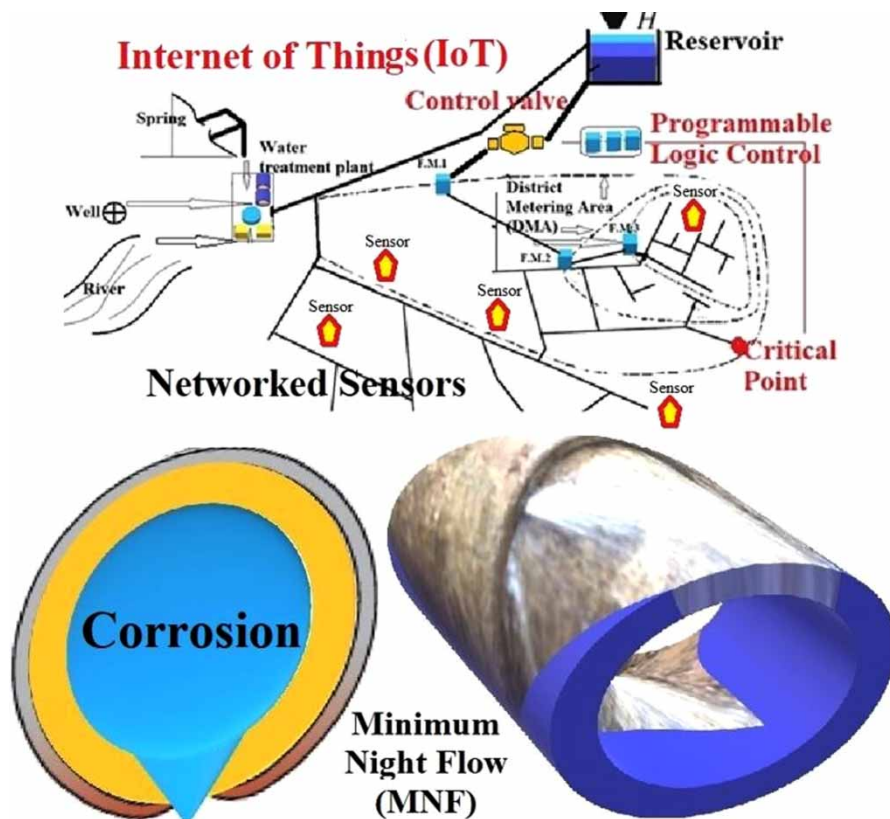 Internet of Things (IoT)
H
Reservoir
Control valve
Spring
Water
treatment plant
F.M.1
Programmable
Logic Control
District
Metering Area
(DMA)
Sensor
Well
F.M.3
Sensor
F.M.2
River
Sensor
Sensor
Networked Sensors
Critical
Point
Sensor
Corrosion
Minimum
Night Flow
(MNF)